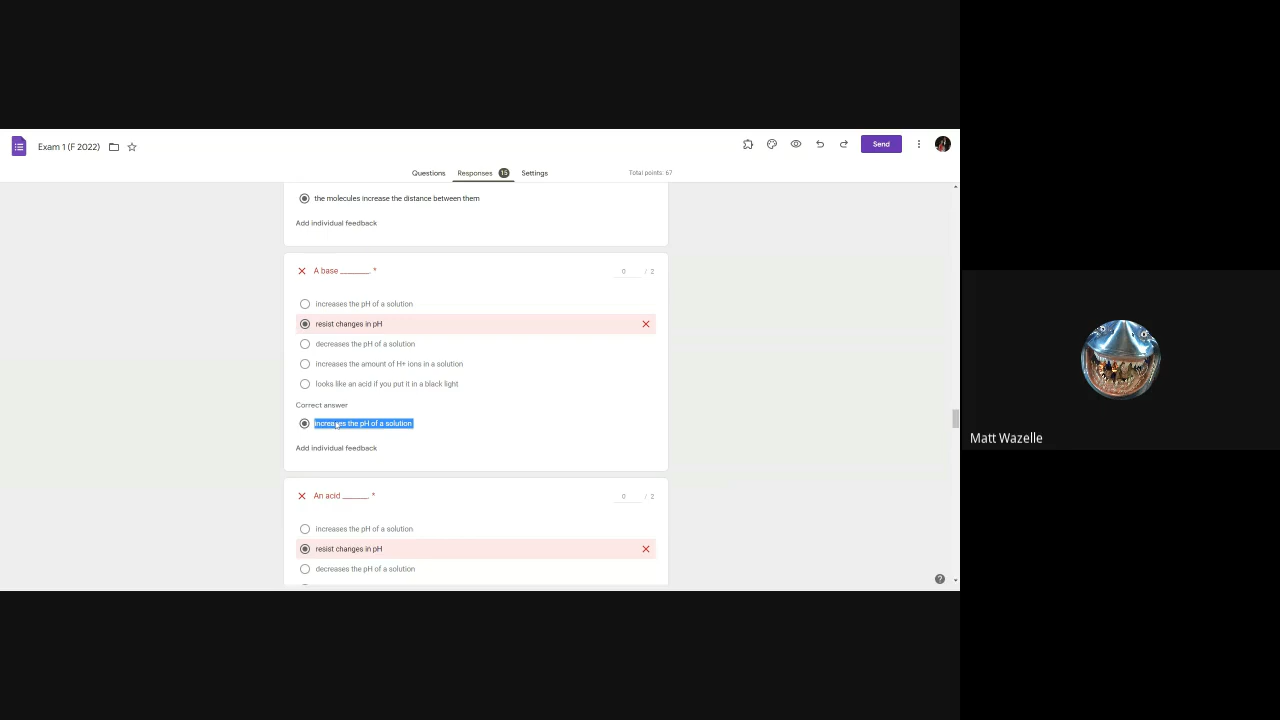 Exam 1 (F 2022)
Send
Questions
Responses 15
Settings
Total points: 67
the molecules increase the distance between them
Add individual feedback
A base _______. *
0 / 2
increases the pH of a solution
resist changes in pH
decreases the pH of a solution
increases the amount of H+ ions in a solution
looks like an acid if you put it in a black light
Correct answer
increases the pH of a solution
Add individual feedback
An acid ______. *
0 / 2
increases the pH of a solution
resist changes in pH
decreases the pH of a solution
Matt Wazelle